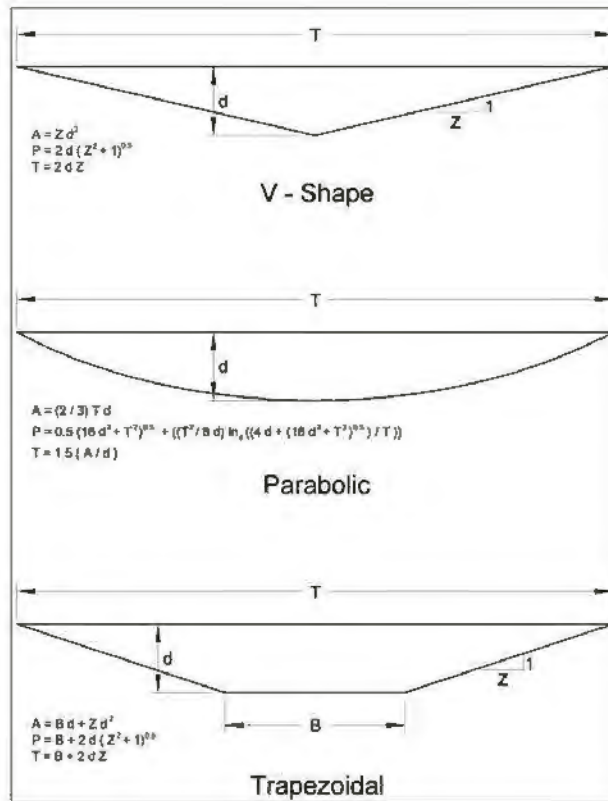 T
d
1
Z
A = Z d²
P = 2 d (Z² + 1)^0.5
T = 2 d Z
V - Shape
T
d
A = (2 / 3) T d
P = 0.5 (16 d² + T²)^0.5 + ((T² / 8 d) ln_e ((4 d + (16 d² + T²)^0.5) / T))
T = 1.5 ( A / d )
Parabolic
T
d
1
Z
B
A = B d + Z d²
P = B + 2 d (Z² + 1)^0.5
T = B + 2 d Z
Trapezoidal